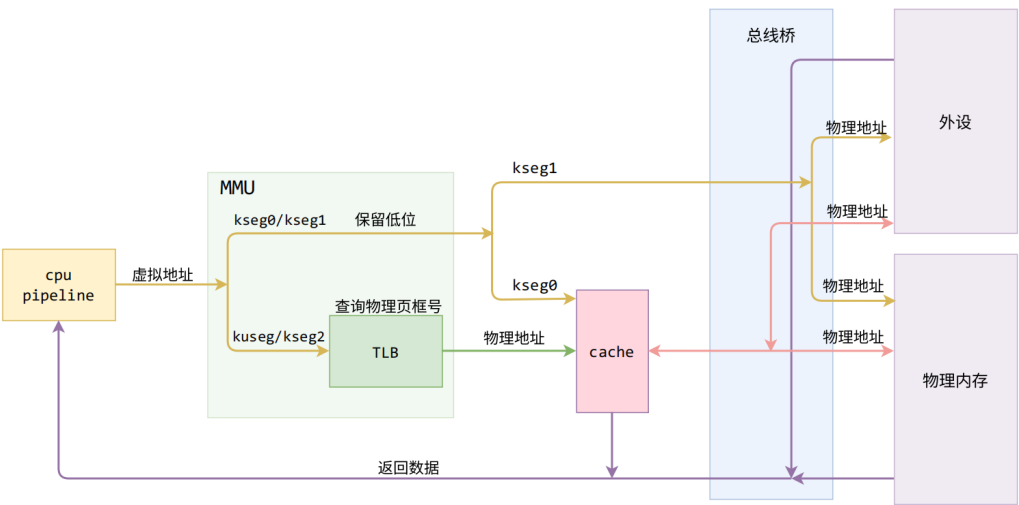 总线桥
外设
物理地址
kseg1
MMU
kseg0/kseg1
保留低位
物理地址
cpu
pipeline
虚拟地址
kseg0
物理地址
查询物理页框号
kuseg/kseg2
TLB
物理地址
cache
物理地址
物理内存
返回数据